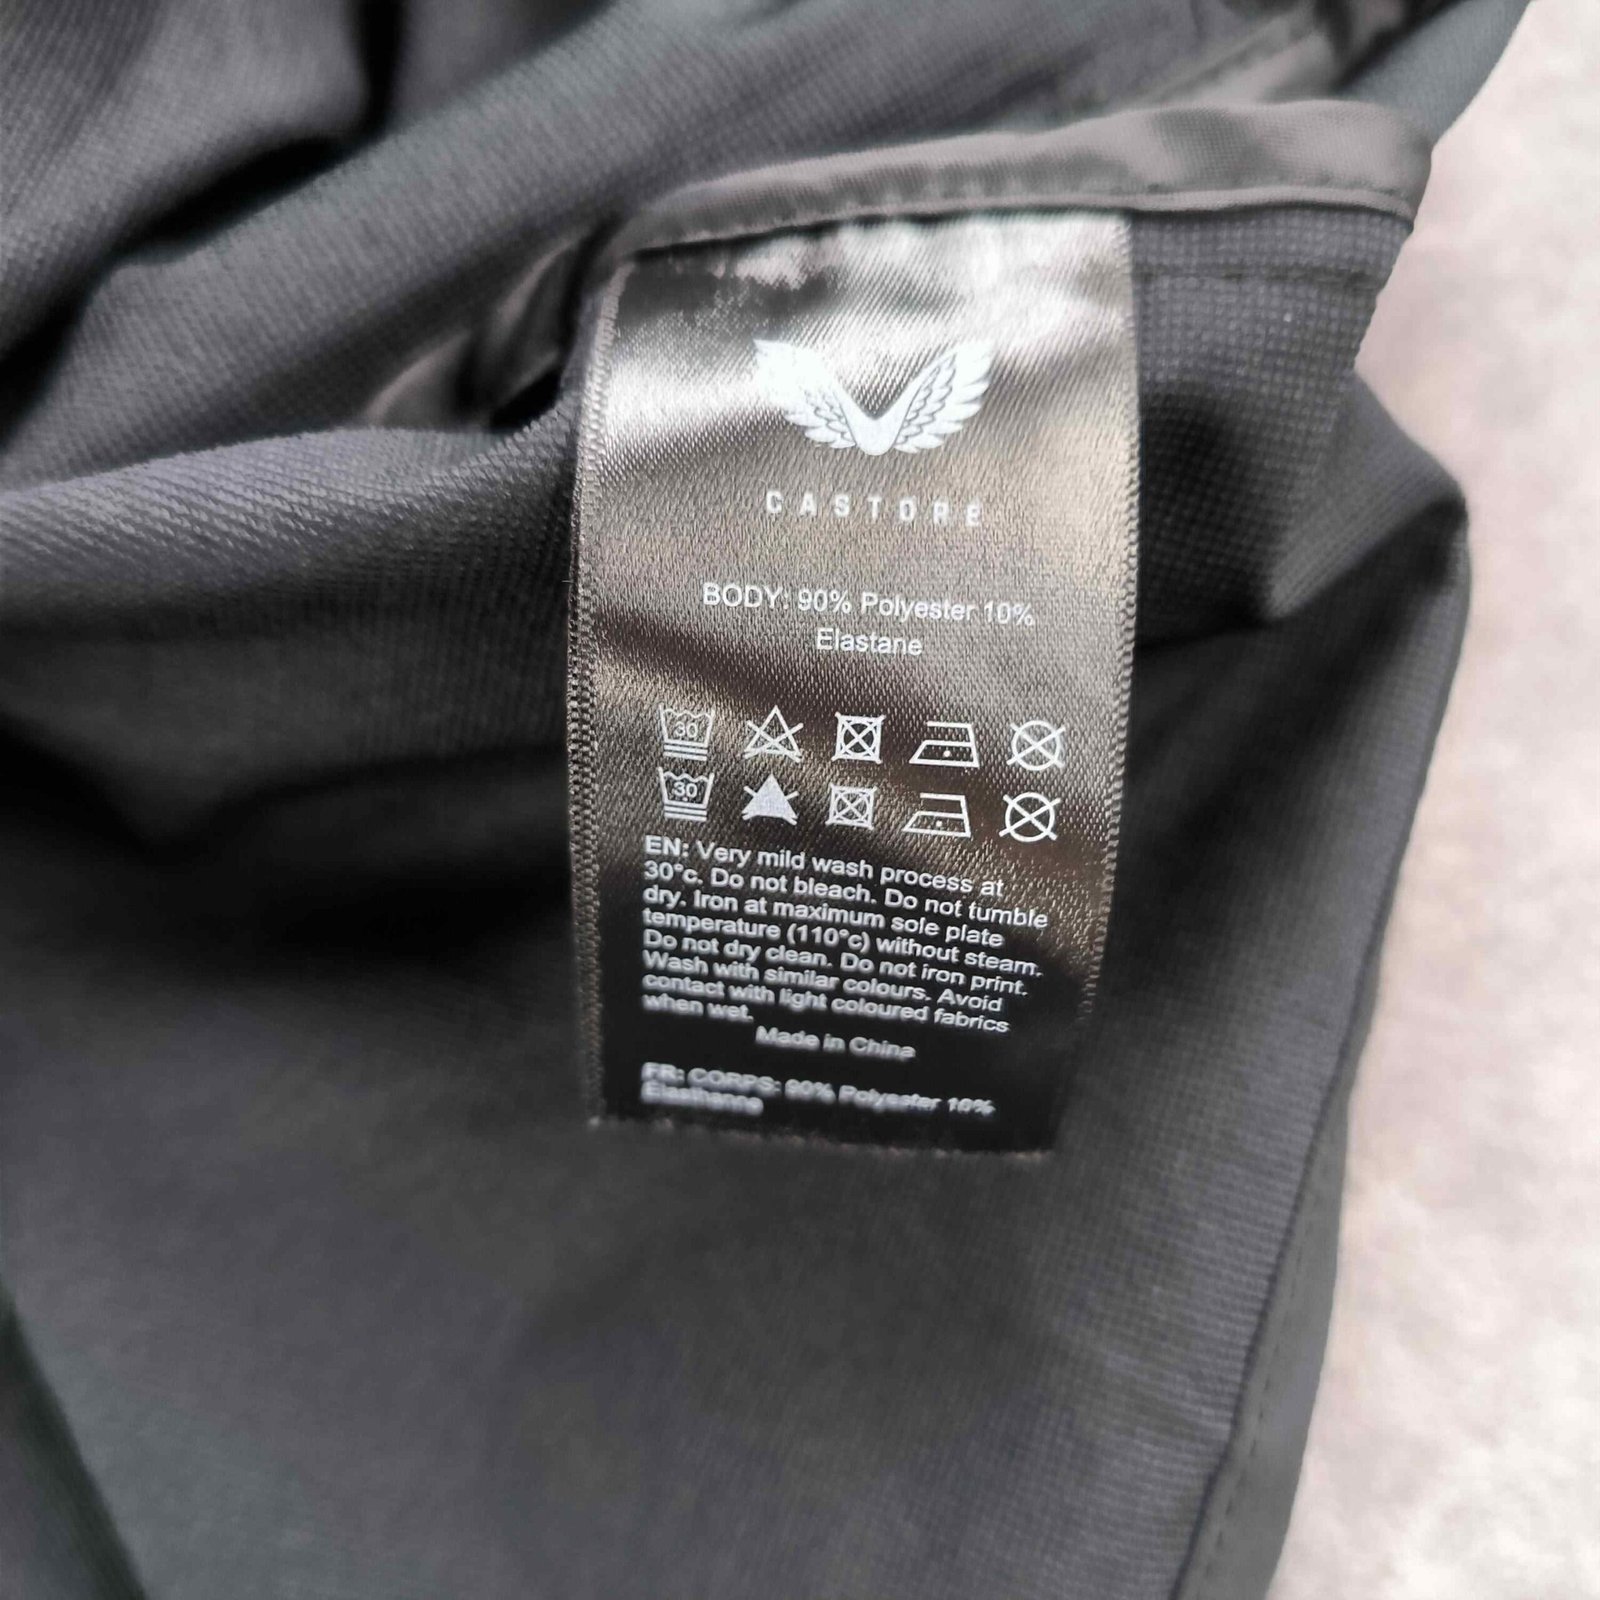 CASTORE
BODY: 90% Polyester 10%
Elastane
30
30
EN: Very mild wash process at
30°c. Do not bleach. Do not tumble
dry. Iron at maximum sole plate
temperature (110°c) without steam.
Do not dry clean. Do not iron print.
Wash with similar colours. Avoid
contact with light coloured fabrics
when wet.
Made in China
FR: CORPS: 90% Polyester 10%
Elasthanne